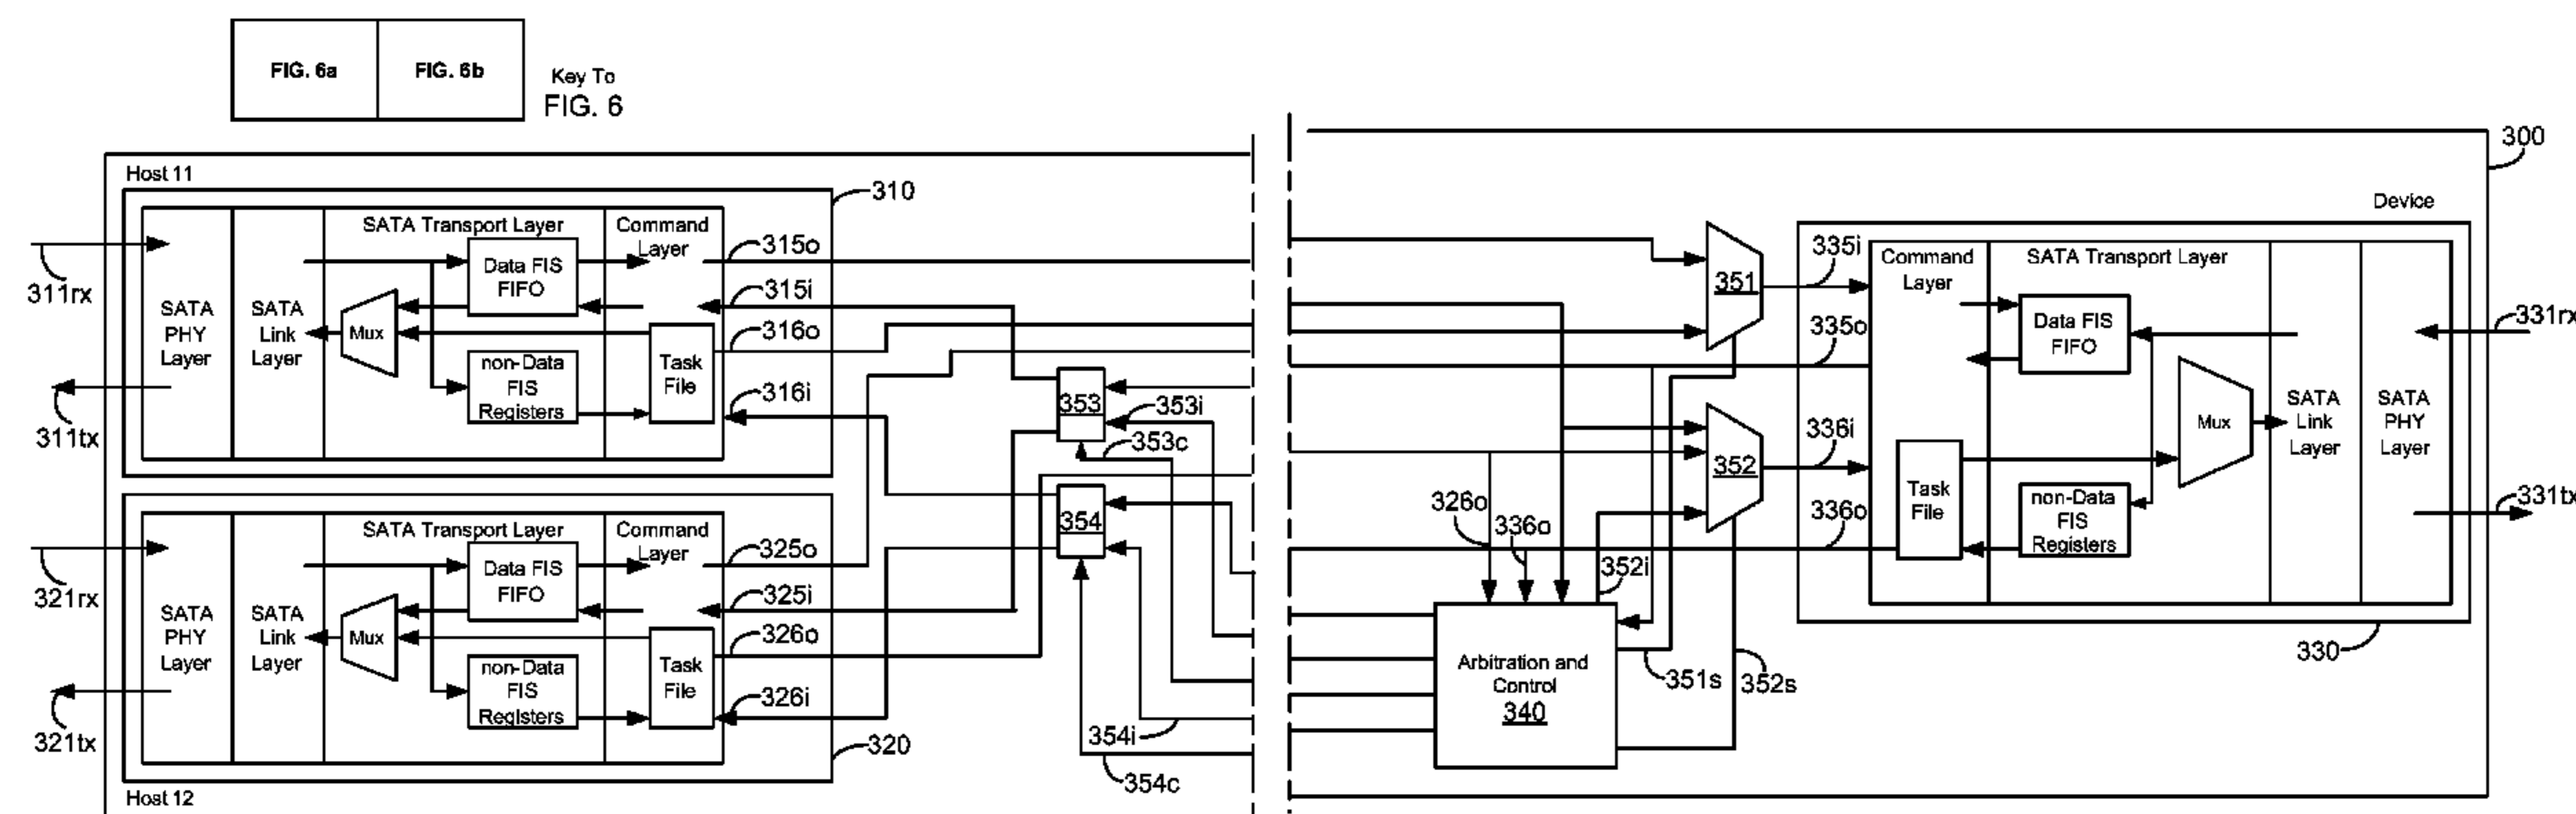 FIG. 6a
FIG. 6b
Key To
FIG. 6
Host 11
310
SATA Transport Layer
Command
Layer
Data FIS
FIFO
315o
315i
311rx
SATA
PHY
Layer
SATA
Link
Layer
Mux
316o
non-Data
FIS
Registers
Task
File
316i
311tx
353
353i
353c
354
SATA Transport Layer
Command
Layer
Data FIS
FIFO
325o
325i
321rx
SATA
PHY
Layer
SATA
Link
Layer
Mux
326o
non-Data
FIS
Registers
Task
File
326i
321tx
320
354i
354c
Host 12
300
Device
351
335i
335o
Command
Layer
SATA Transport Layer
Data FIS
FIFO
331rx
Mux
SATA
Link
Layer
SATA
PHY
Layer
352
336i
336o
Task
File
non-Data
FIS
Registers
331tx
326o
336o
352i
Arbitration and
Control
340
351s
352s
330